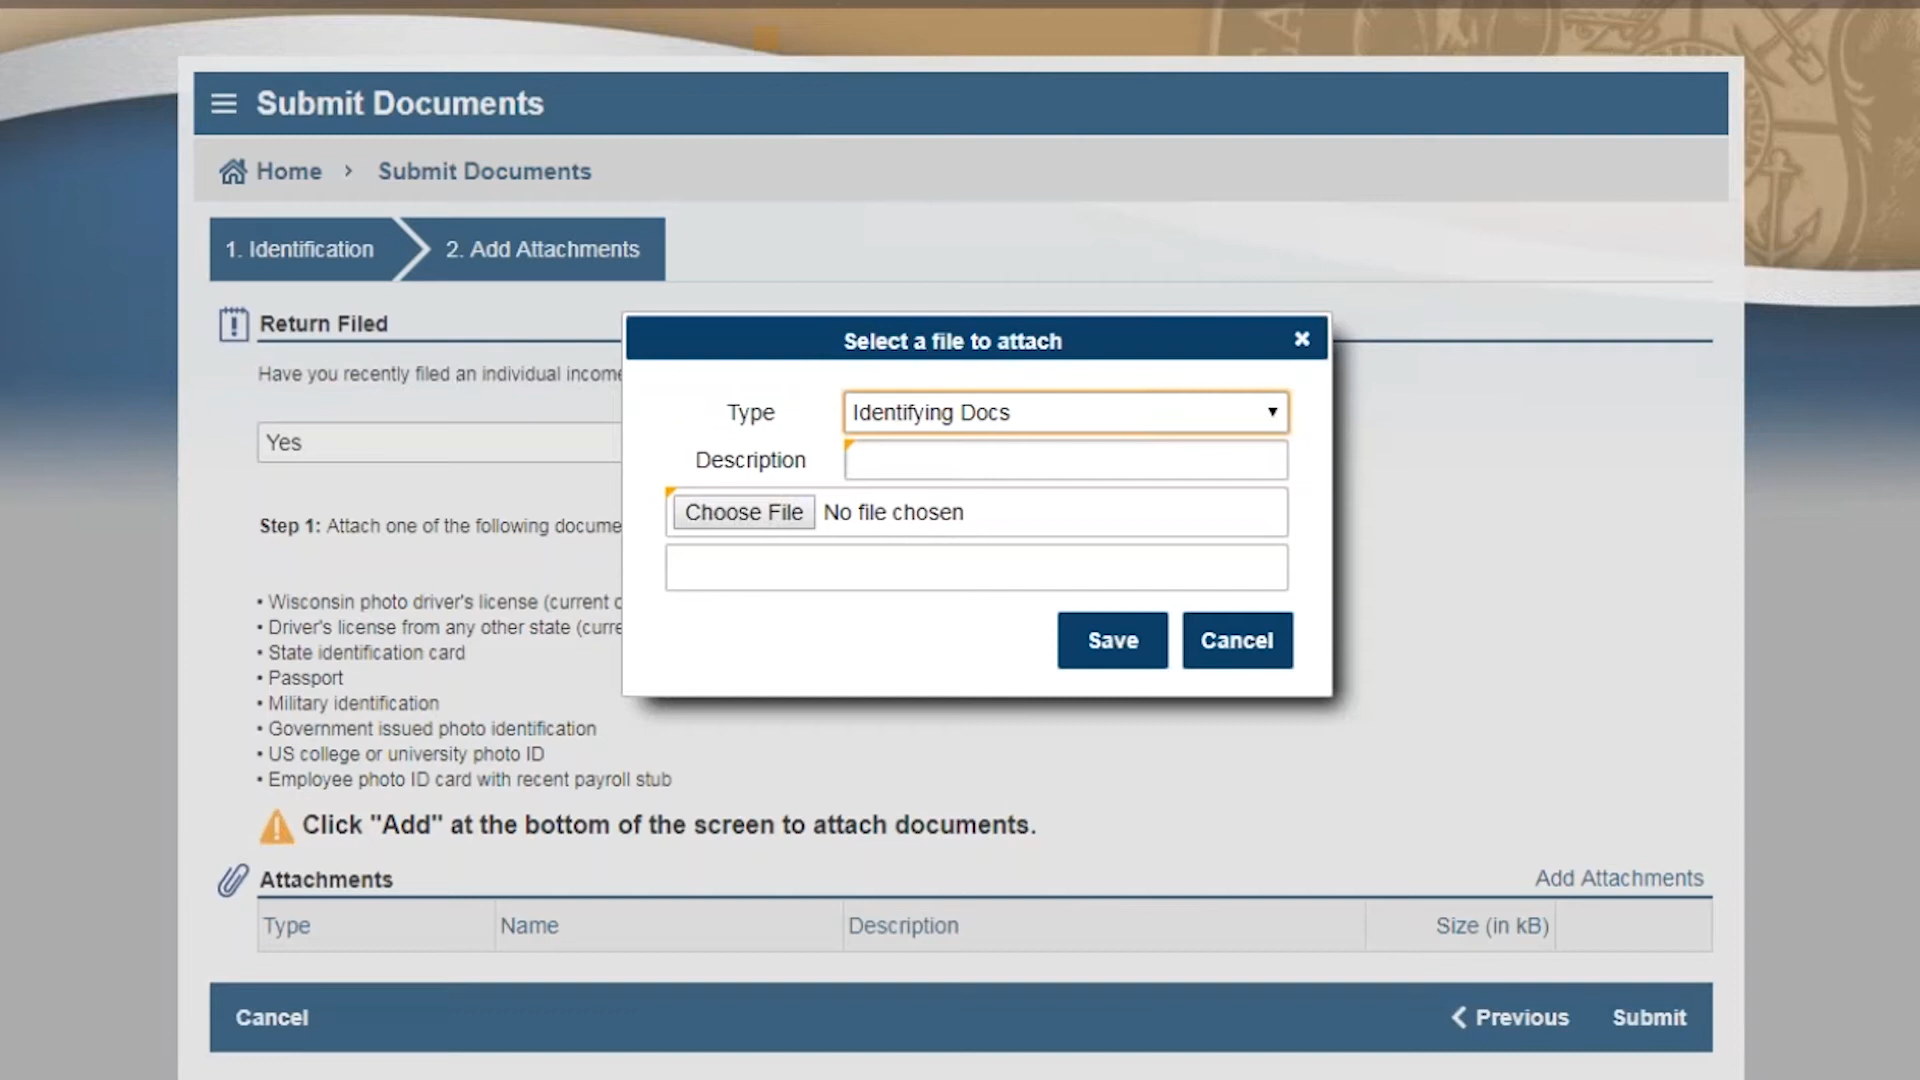 Submit Documents
Home > Submit Documents
1. Identification
2. Add Attachments
Return Filed
Have you recently filed an individual income
Yes
Step 1: Attach one of the following docume
• Wisconsin photo driver's license (current
• Driver's license from any other state (curre
• State identification card
• Passport
• Military identification
• Government issued photo identification
• US college or university photo ID
• Employee photo ID card with recent payroll stub
Click "Add" at the bottom of the screen to attach documents.
Select a file to attach
Type Identifying Docs
Description
Choose File No file chosen
Save Cancel
Attachments Add Attachments
Type Name Description Size (in kB)
Cancel Previous Submit